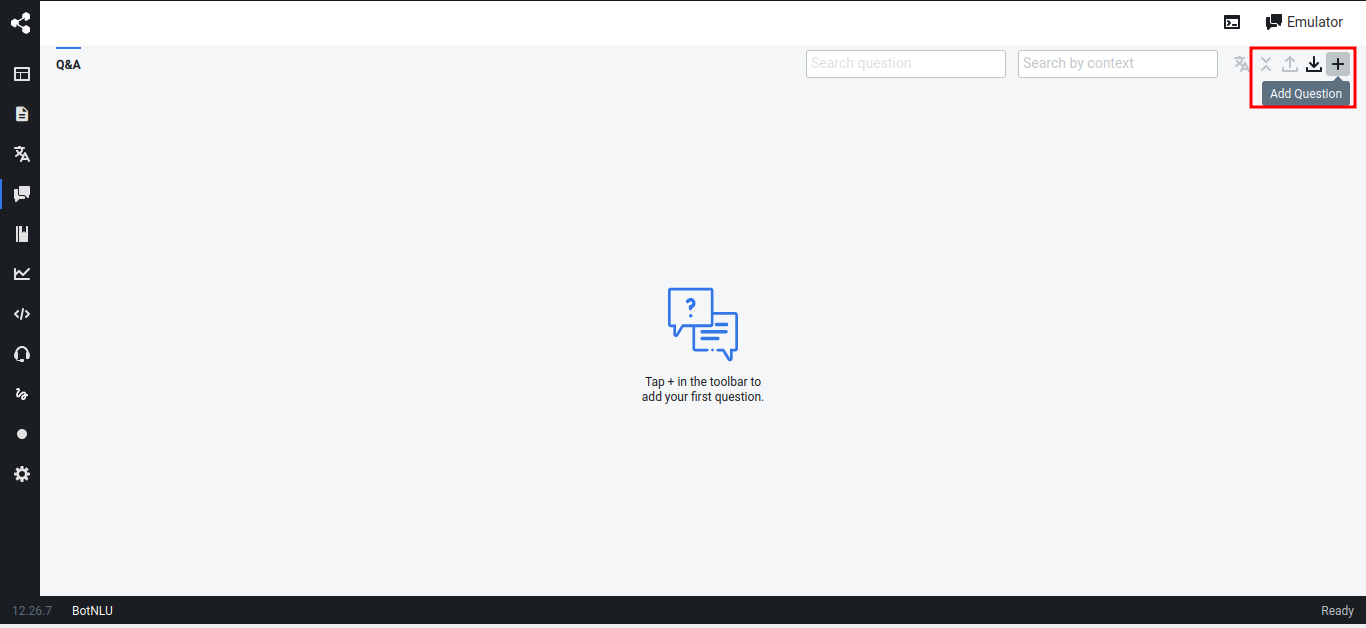 Emulator
Q&A
Search question
Search by context
Add Question
?
Tap + in the toolbar to
add your first question.
12.26.7
BotNLU
Ready